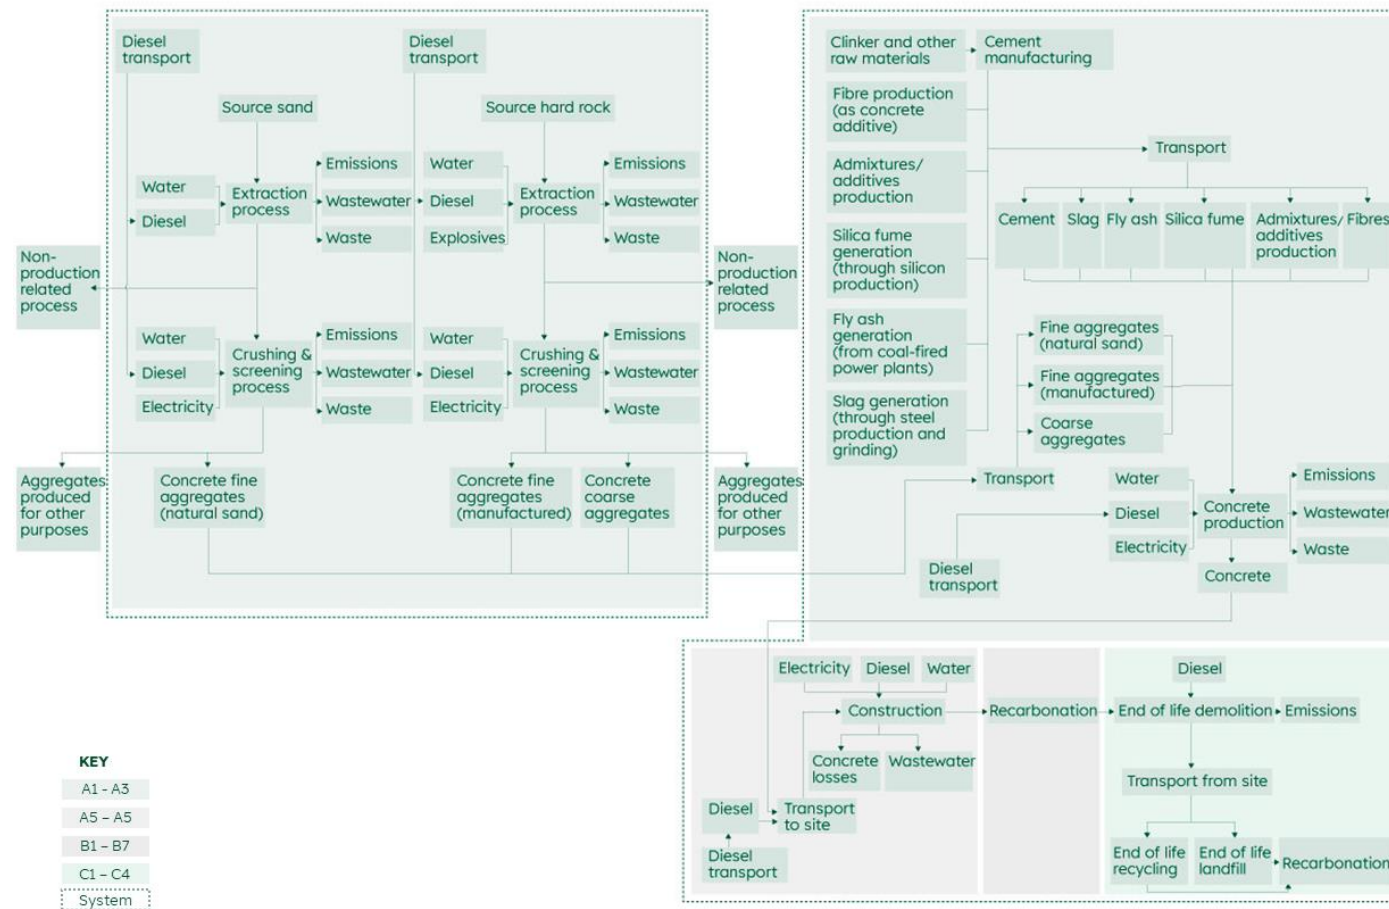 Diesel
transport
Diesel
transport
Source sand
Source hard rock
Water
Diesel
Extraction
process
Emissions
Wastewater
Waste
Water
Diesel
Explosives
Extraction
process
Emissions
Wastewater
Waste
Non-
production
related
process
Non-
production
related
process
Water
Diesel
Electricity
Crushing &
screening
process
Emissions
Wastewater
Waste
Water
Diesel
Electricity
Crushing &
screening
process
Emissions
Wastewater
Waste
Aggregates
produced
for other
purposes
Concrete fine
aggregates
(natural sand)
Concrete fine
aggregates
(manufactured)
Concrete
coarse
aggregates
Aggregates
produced
for other
purposes
Clinker and other
raw materials
Cement
manufacturing
Fibre production
(as concrete
additive)
Admixtures/
additives
production
Silica fume
generation
(through silicon
production)
Fly ash
generation
(from coal-fired
power plants)
Slag generation
(through steel
production and
grinding)
Transport
Cement
Slag
Fly ash
Silica fume
Admixtures/
additives
production
Fibres
Fine aggregates
(natural sand)
Fine aggregates
(manufactured)
Coarse
aggregates
Transport
Water
Diesel
Electricity
Concrete
production
Emissions
Wastewater
Waste
Diesel
transport
Concrete
Electricity
Diesel
Water
Construction
Concrete
losses
Wastewater
Diesel
Transport
to site
Diesel
transport
Recarbonation
Diesel
End of life demolition
Emissions
Transport from site
End of life
recycling
End of life
landfill
Recarbonation
KEY
A1 - A3
A5 – A5
B1 – B7
C1 – C4
System